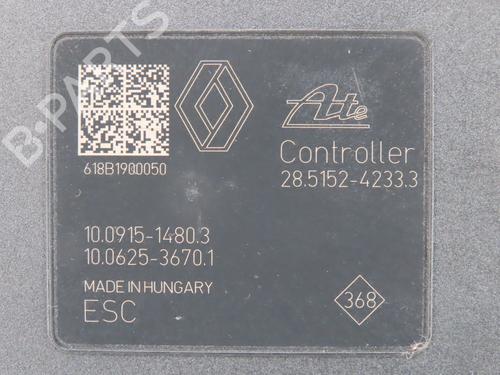 B-PARTS
Ate
618B1900050
Controller
28.5152-4233.3
10.0915-1480.3
10.0625-3670.1
MADE IN HUNGARY
ESC
368